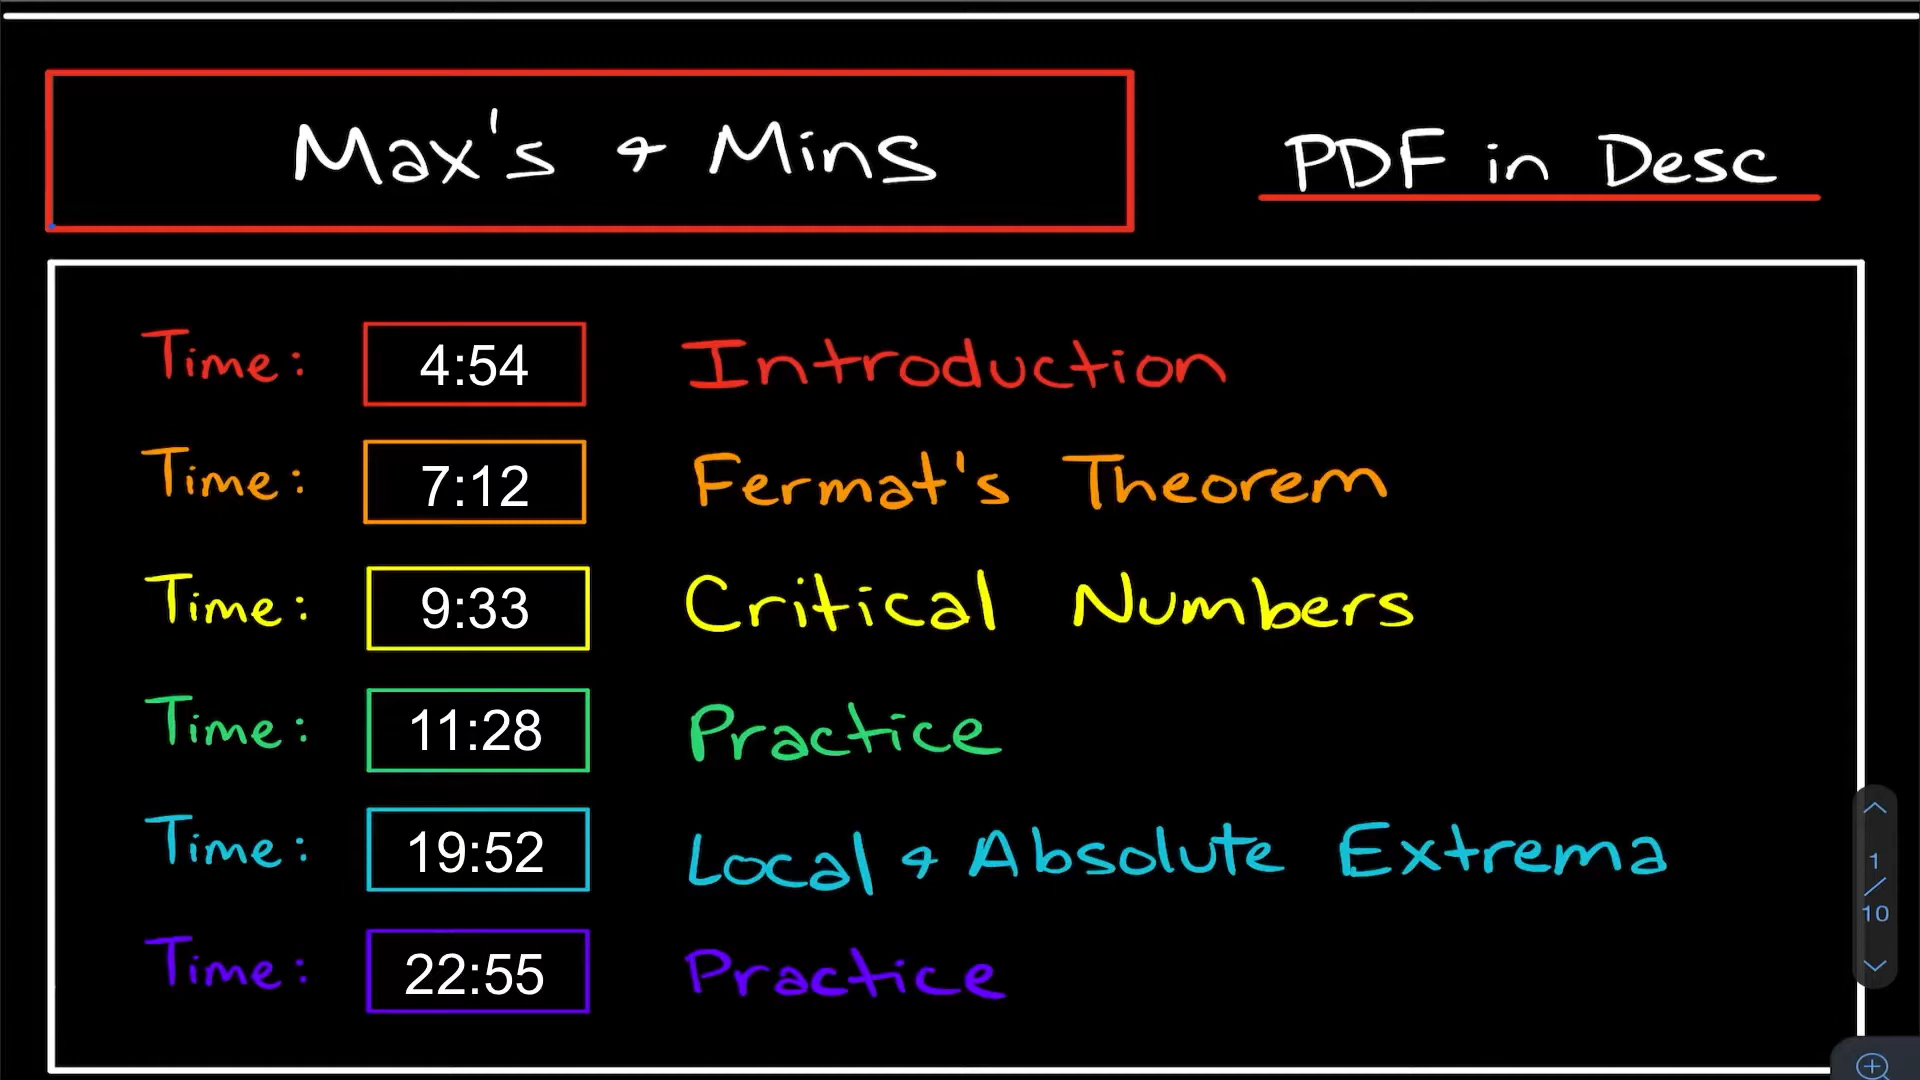 Max's & Mins
PDF in Desc
Time: 4:54 Introduction
Time: 7:12 Fermat's Theorem
Time: 9:33 Critical Numbers
Time: 11:28 Practice
Time: 19:52 Local & Absolute Extrema
Time: 22:55 Practice
1
/
10